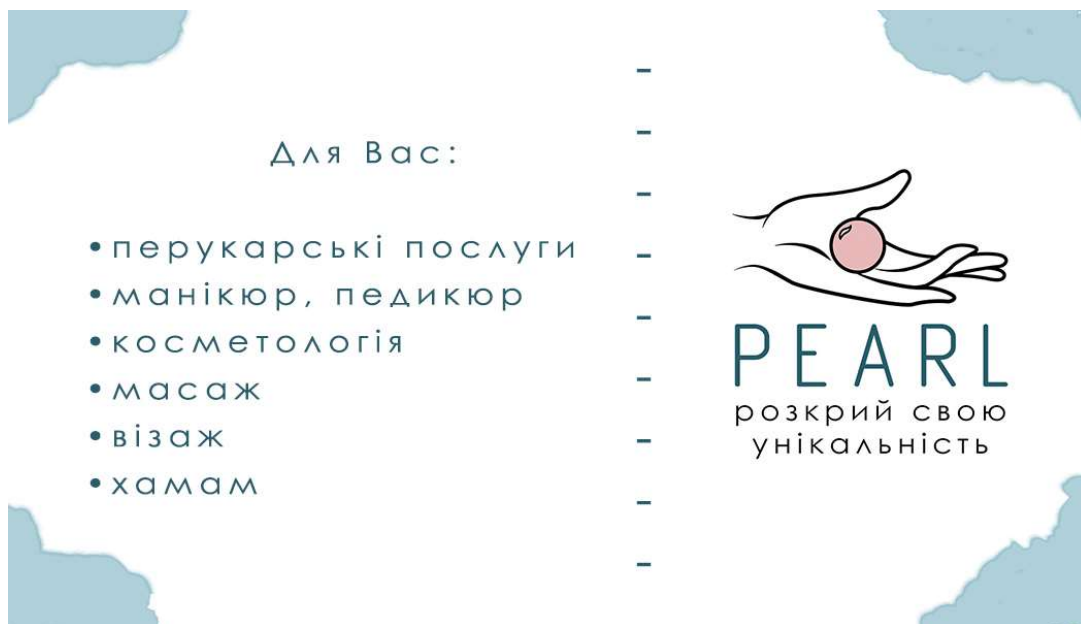 Для Вас:
•перукарські послуги
•манікюр, педикюр
•косметологія
•масаж
•візаж
•хамам
PEARL
розкрий свою
унікальність